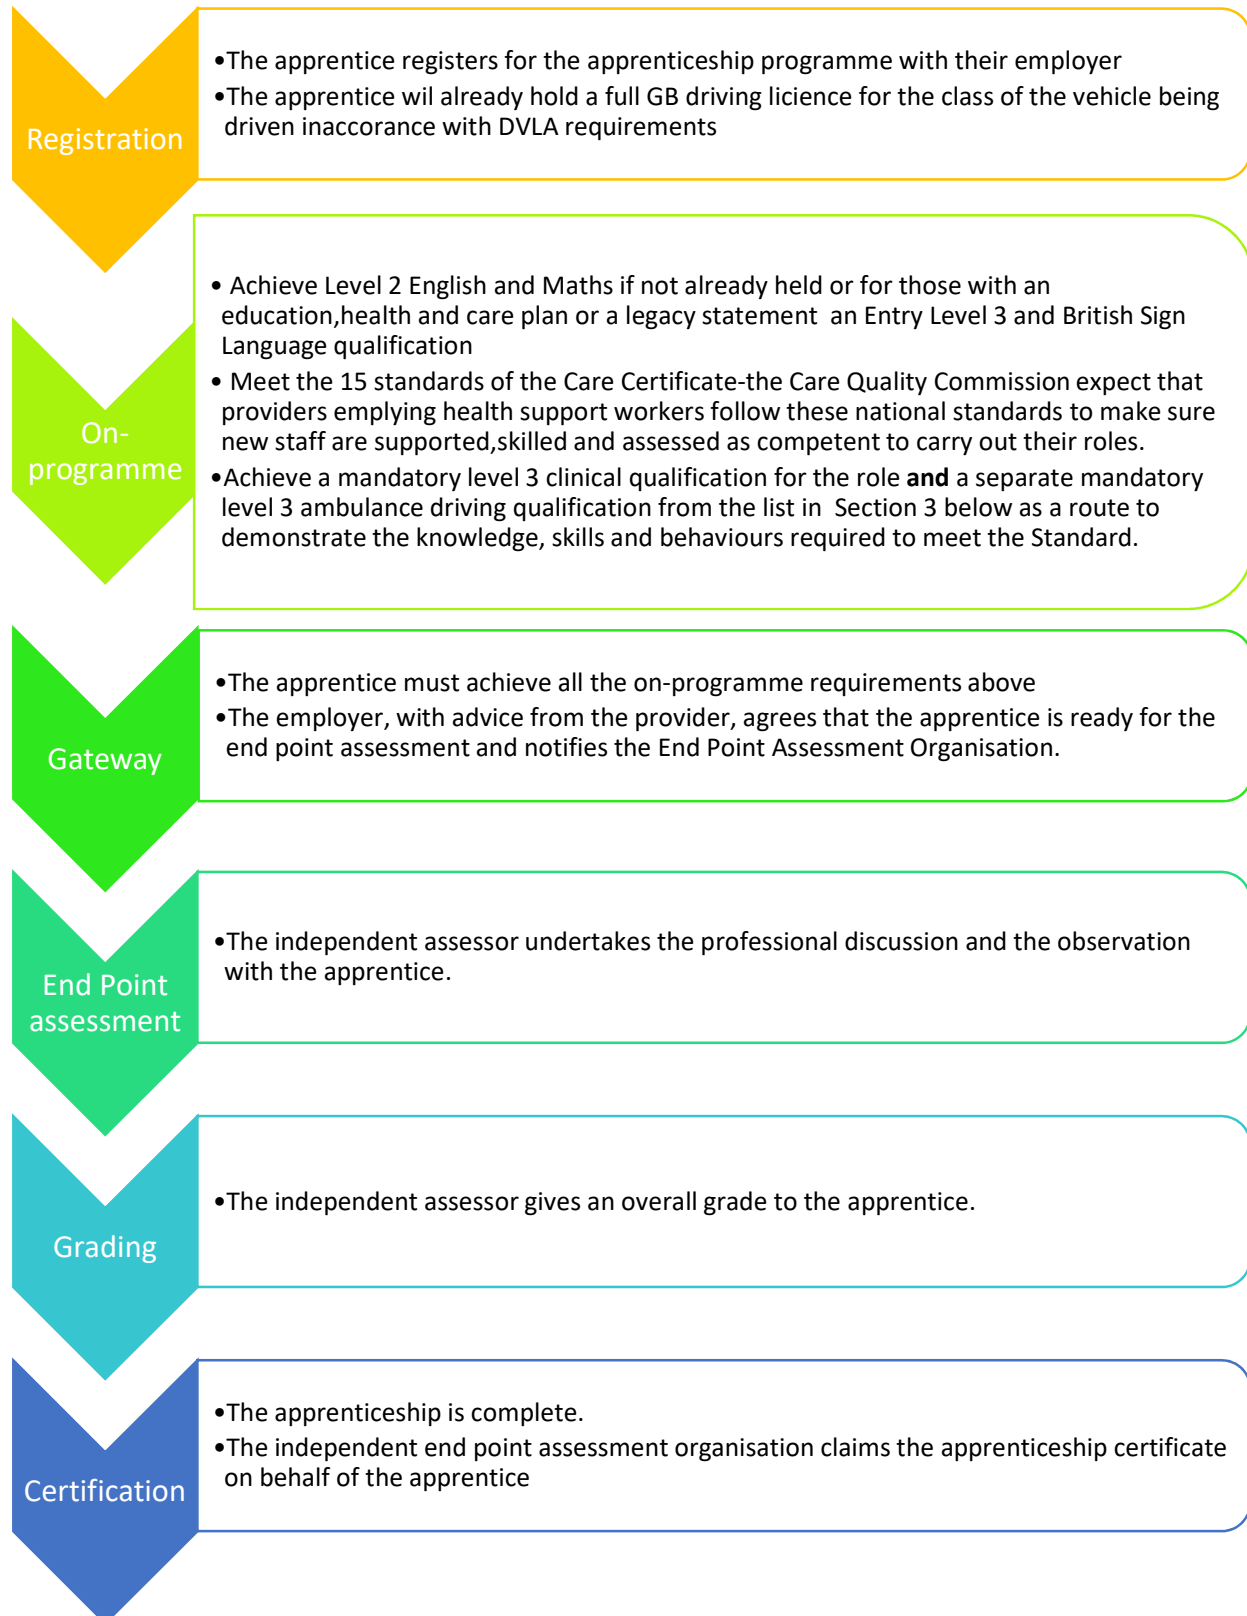 Registration
•The apprentice registers for the apprenticeship programme with their employer
•The apprentice wil already hold a full GB driving licience for the class of the vehicle being
driven inaccorance with DVLA requirements
On-
programme
• Achieve Level 2 English and Maths if not already held or for those with an
education,health and care plan or a legacy statement  an Entry Level 3 and British Sign
Language qualification
• Meet the 15 standards of the Care Certificate-the Care Quality Commission expect that
providers emplying health support workers follow these national standards to make sure
new staff are supported,skilled and assessed as competent to carry out their roles.
•Achieve a mandatory level 3 clinical qualification for the role and a separate mandatory
level 3 ambulance driving qualification from the list in  Section 3 below as a route to
demonstrate the knowledge, skills and behaviours required to meet the Standard.
Gateway
•The apprentice must achieve all the on-programme requirements above
•The employer, with advice from the provider, agrees that the apprentice is ready for the
end point assessment and notifies the End Point Assessment Organisation.
End Point
assessment
•The independent assessor undertakes the professional discussion and the observation
with the apprentice.
Grading
•The independent assessor gives an overall grade to the apprentice.
Certification
•The apprenticeship is complete.
•The independent end point assessment organisation claims the apprenticeship certificate
on behalf of the apprentice